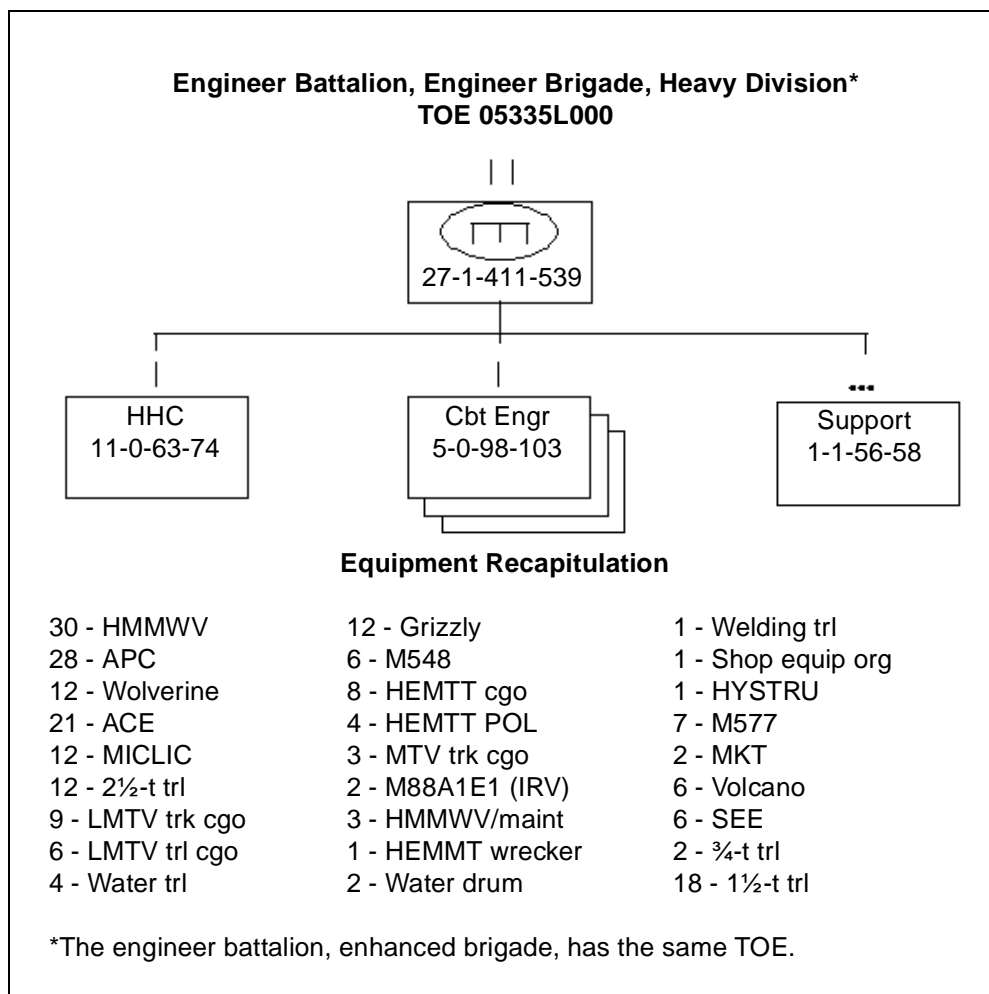 Engineer Battalion, Engineer Brigade, Heavy Division*
TOE 05335L000
27-1-411-539
HHC
11-0-63-74
Cbt Engr
5-0-98-103
Support
1-1-56-58
Equipment Recapitulation
30 - HMMWV
28 - APC
12 - Wolverine
21 - ACE
12 - MICLIC
12 - 2½-t trl
9 - LMTV trk cgo
6 - LMTV trl cgo
4 - Water trl
12 - Grizzly
6 - M548
8 - HEMTT cgo
4 - HEMTT POL
3 - MTV trk cgo
2 - M88A1E1 (IRV)
3 - HMMWV/maint
1 - HEMMT wrecker
2 - Water drum
1 - Welding trl
1 - Shop equip org
1 - HYSTRU
7 - M577
2 - MKT
6 - Volcano
6 - SEE
2 - ¾-t trl
18 - 1½-t trl
*The engineer battalion, enhanced brigade, has the same TOE.